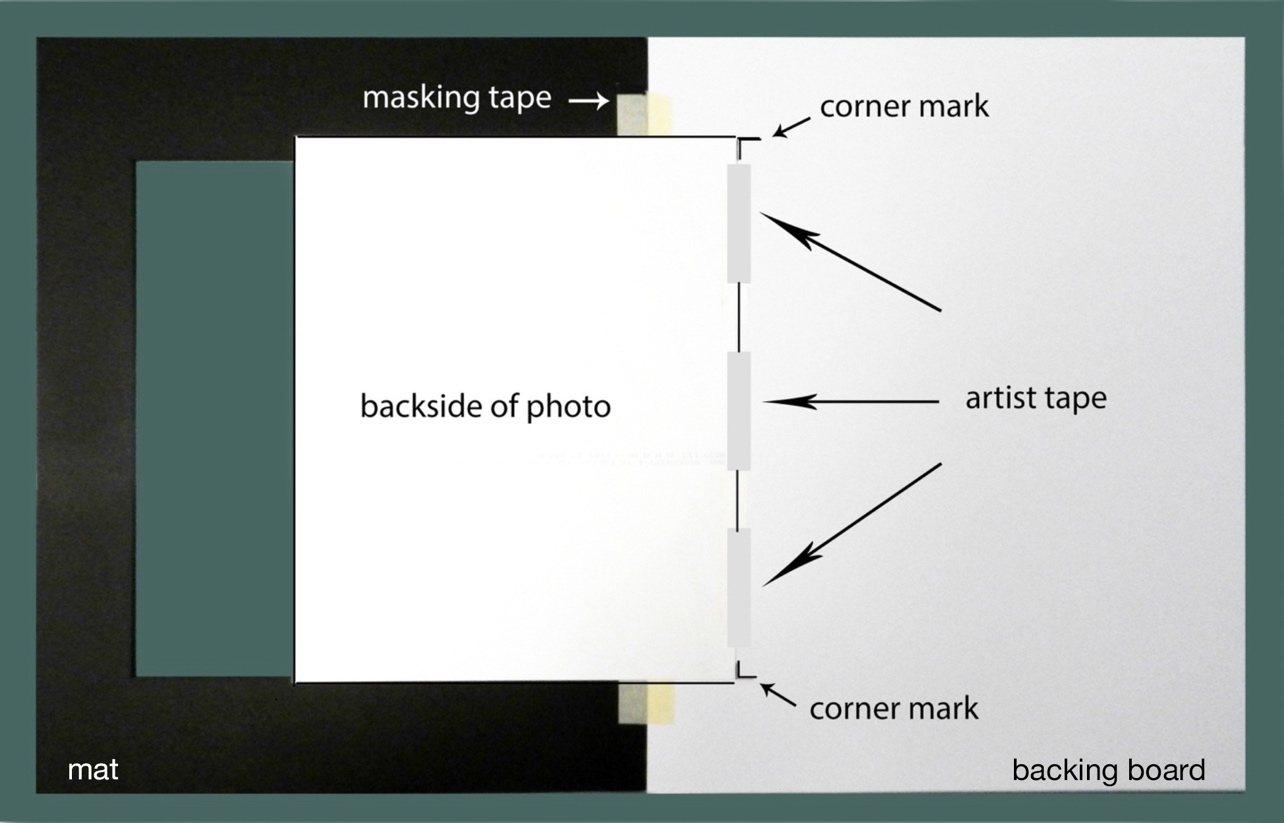 masking tape
corner mark
backside of photo
artist tape
corner mark
mat
backing board